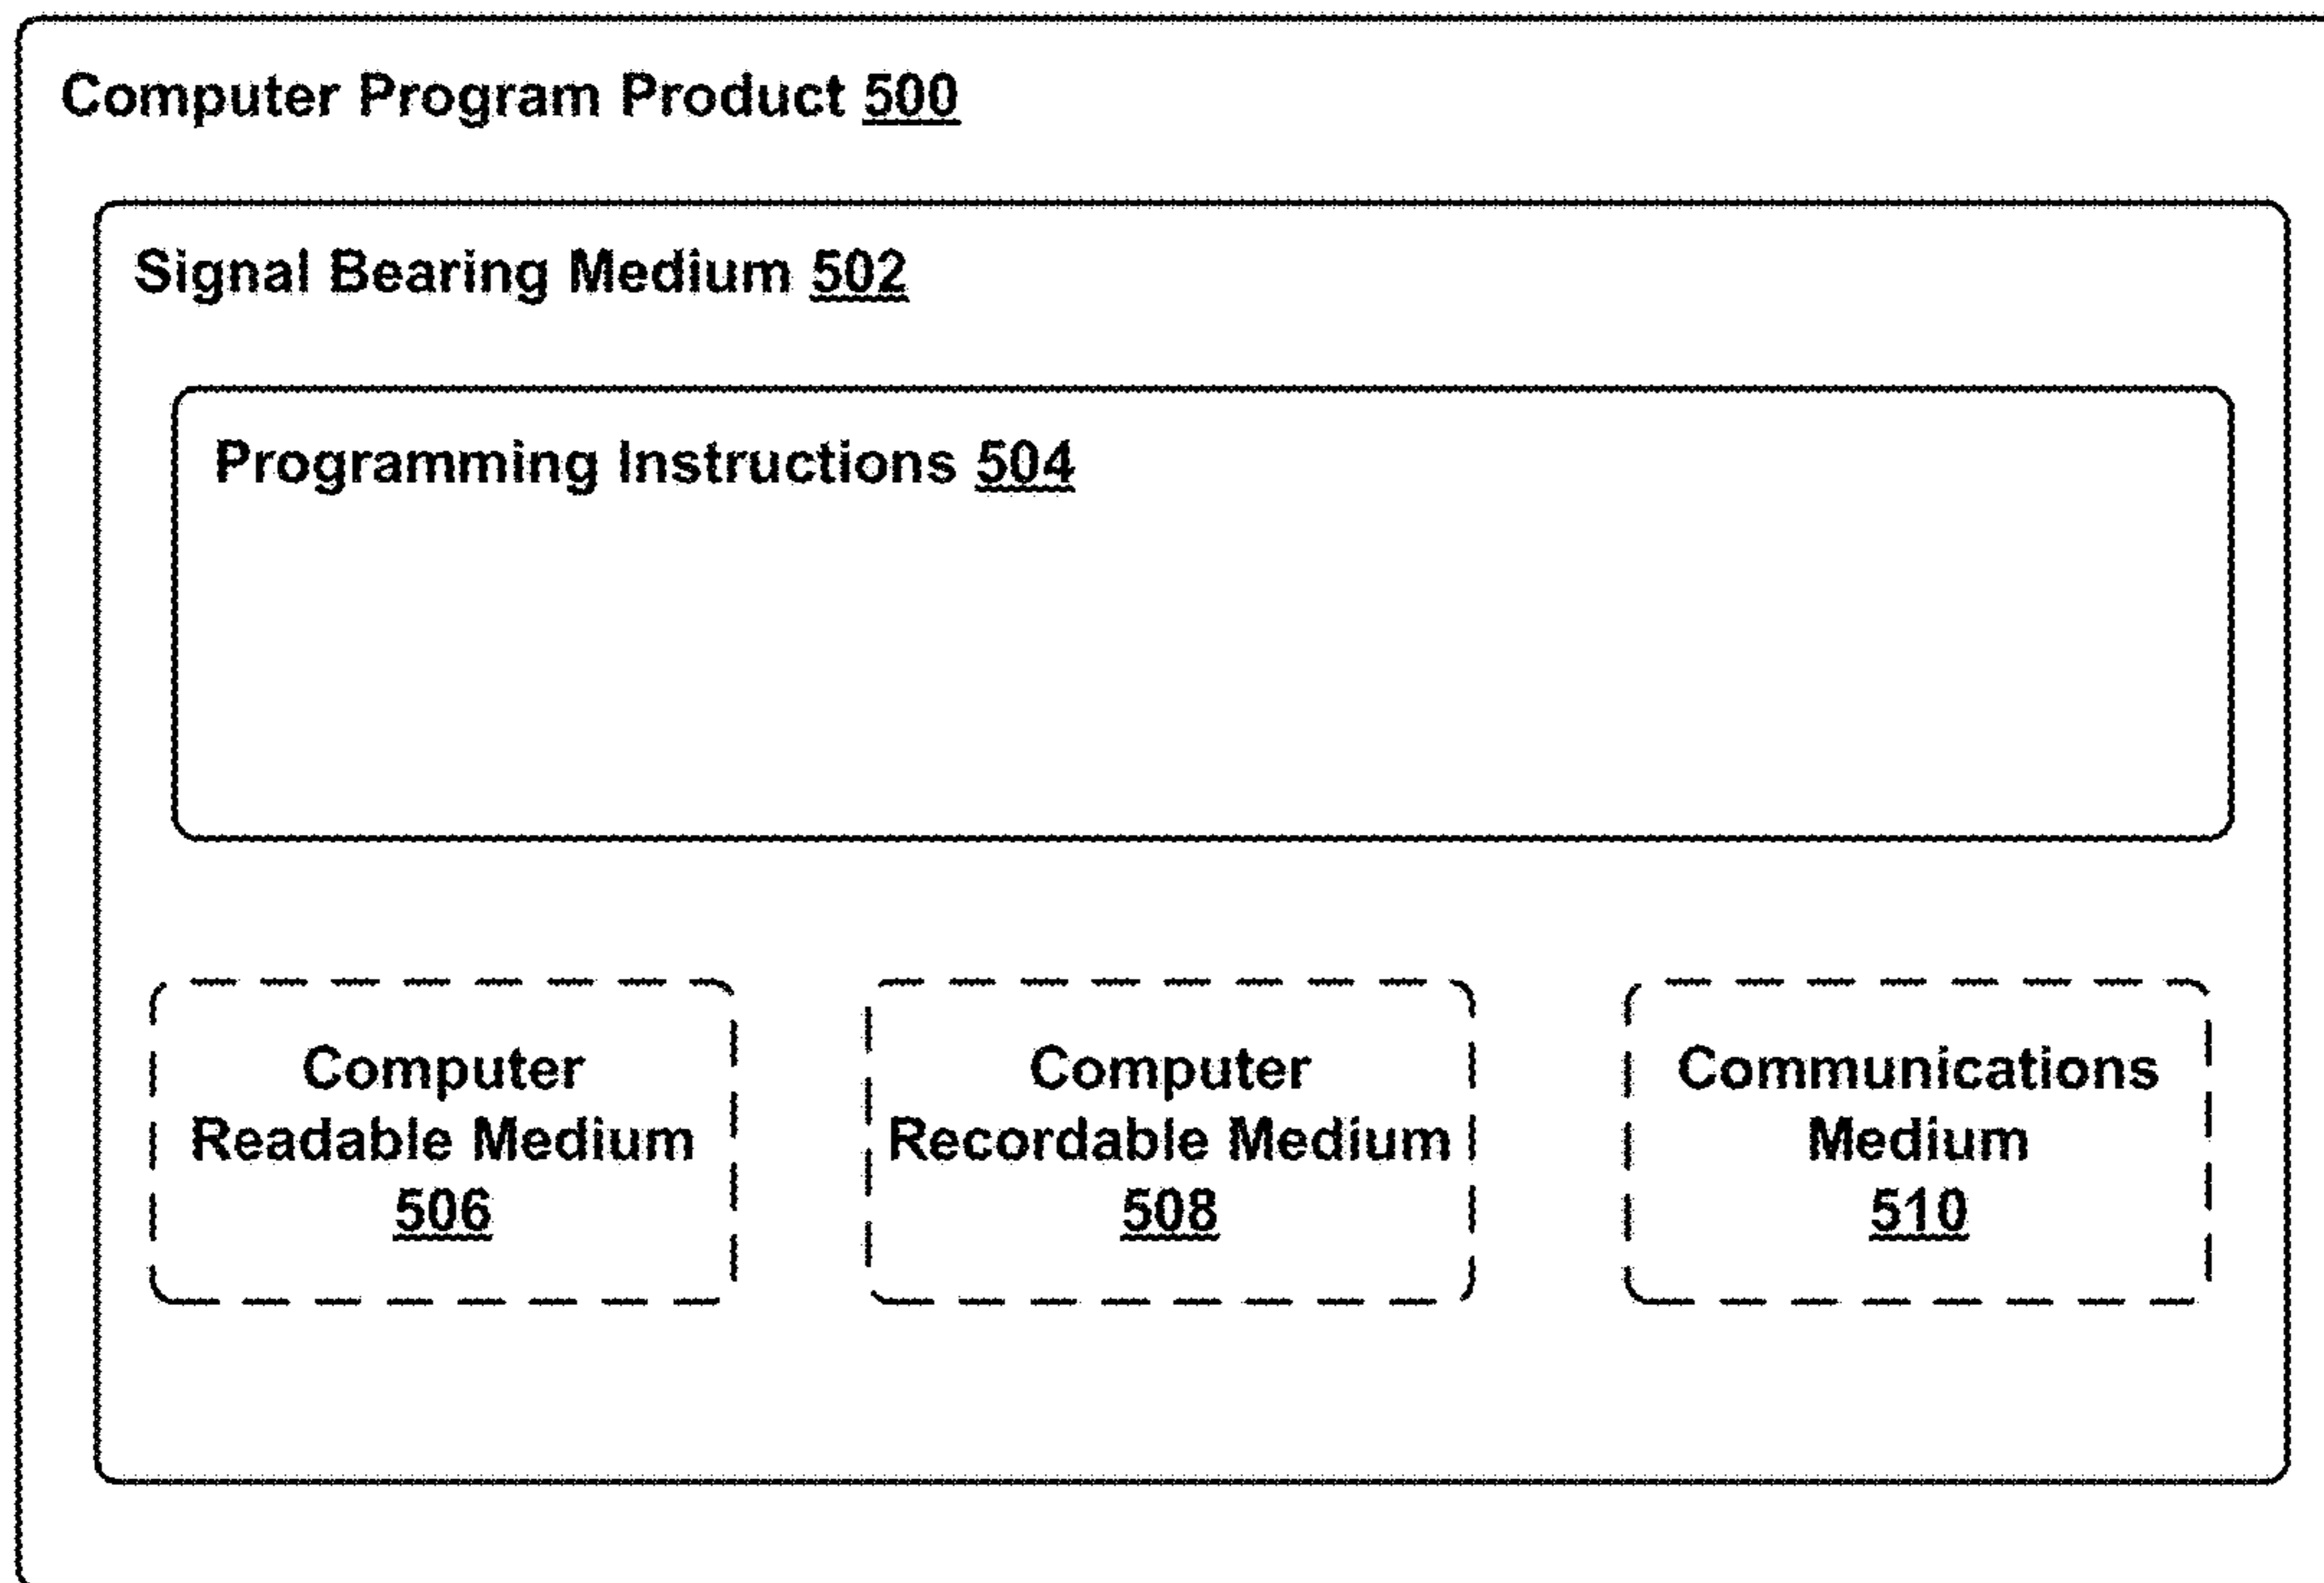 Computer Program Product 500
Signal Bearing Medium 502
Programming Instructions 504
Computer
Readable Medium
506
Computer
Recordable Medium
508
Communications
Medium
510